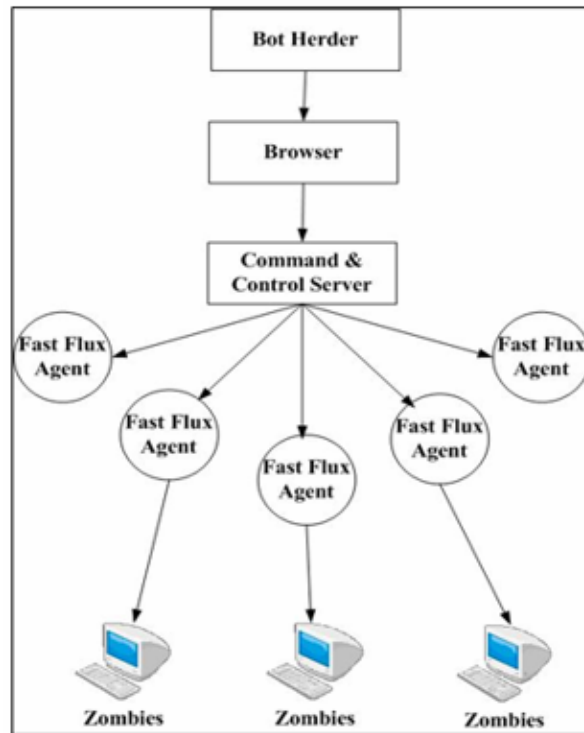 Bot Herder
Browser
Command &
Control Server
Fast Flux
Agent
Fast Flux
Agent
Fast Flux
Agent
Fast Flux
Agent
Fast Flux
Agent
Zombies
Zombies
Zombies